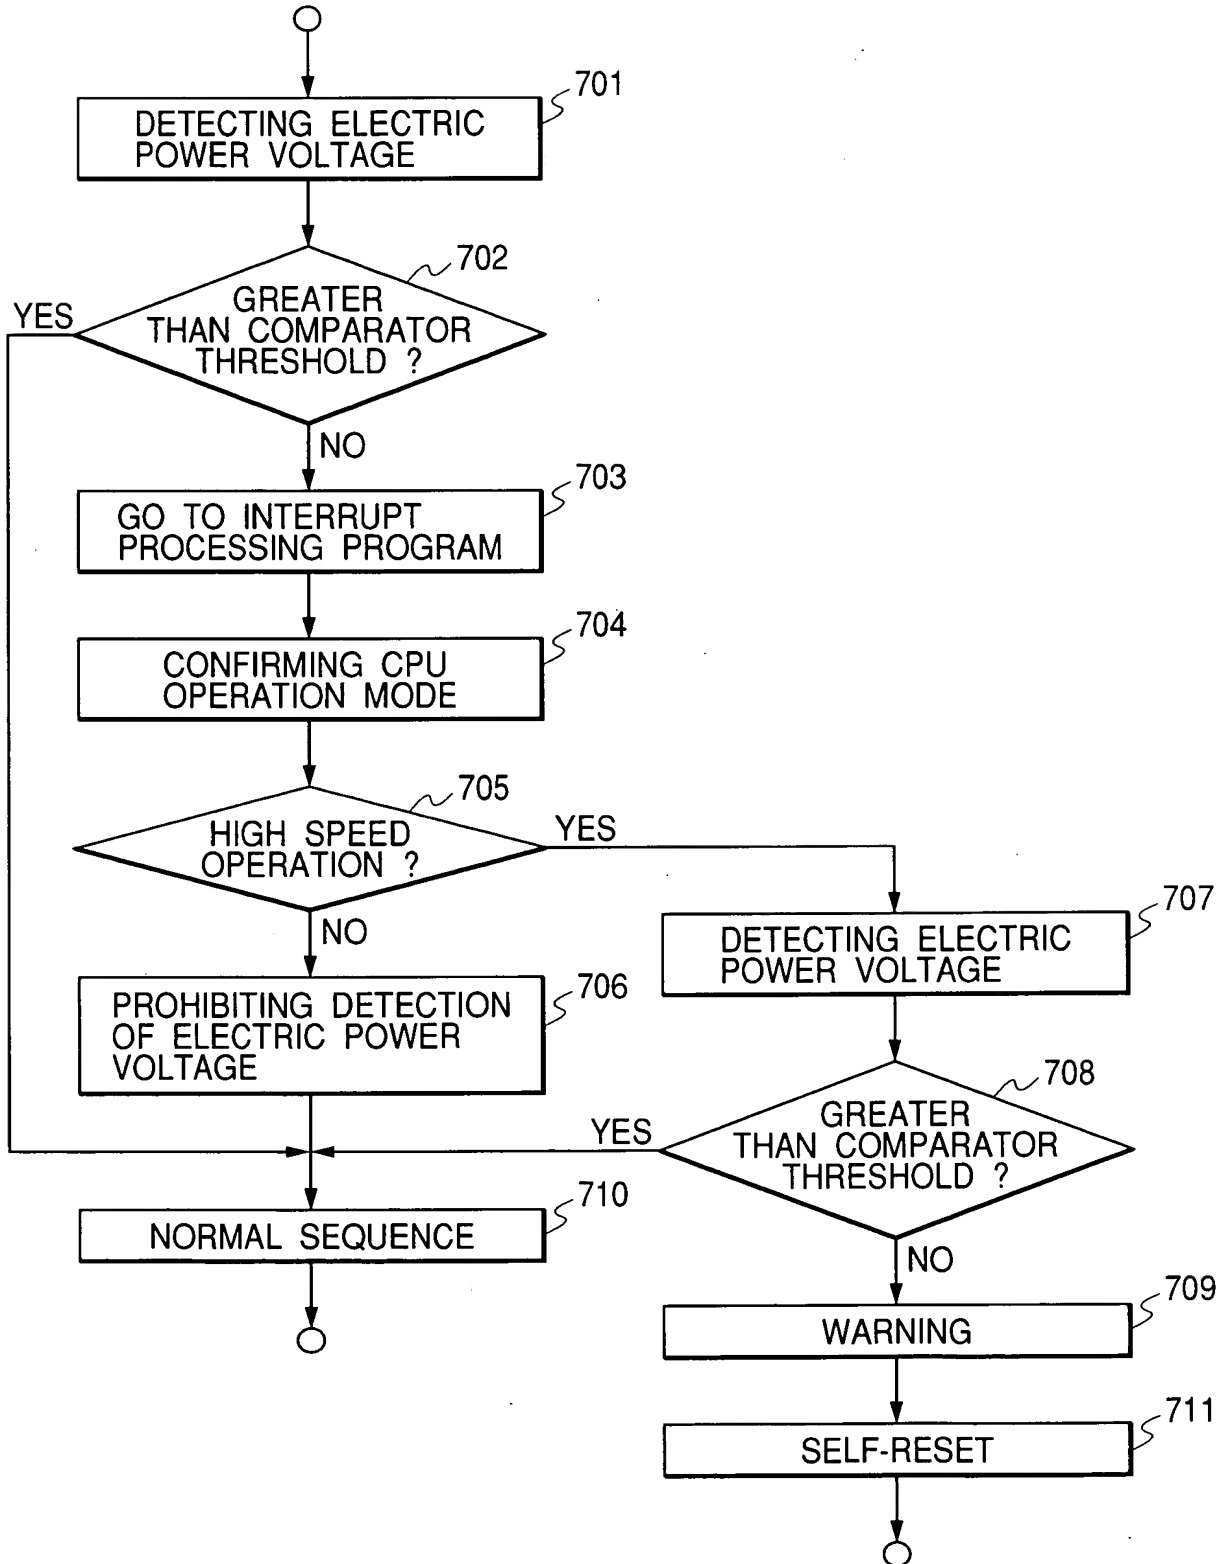 701
DETECTING ELECTRIC
POWER VOLTAGE
702
YES
GREATER
THAN COMPARATOR
THRESHOLD ?
NO
703
GO TO INTERRUPT
PROCESSING PROGRAM
704
CONFIRMING CPU
OPERATION MODE
705
HIGH SPEED
OPERATION ?
YES
NO
707
DETECTING ELECTRIC
POWER VOLTAGE
706
PROHIBITING DETECTION
OF ELECTRIC POWER
VOLTAGE
708
YES
GREATER
THAN COMPARATOR
THRESHOLD ?
NO
710
NORMAL SEQUENCE
709
WARNING
711
SELF-RESET